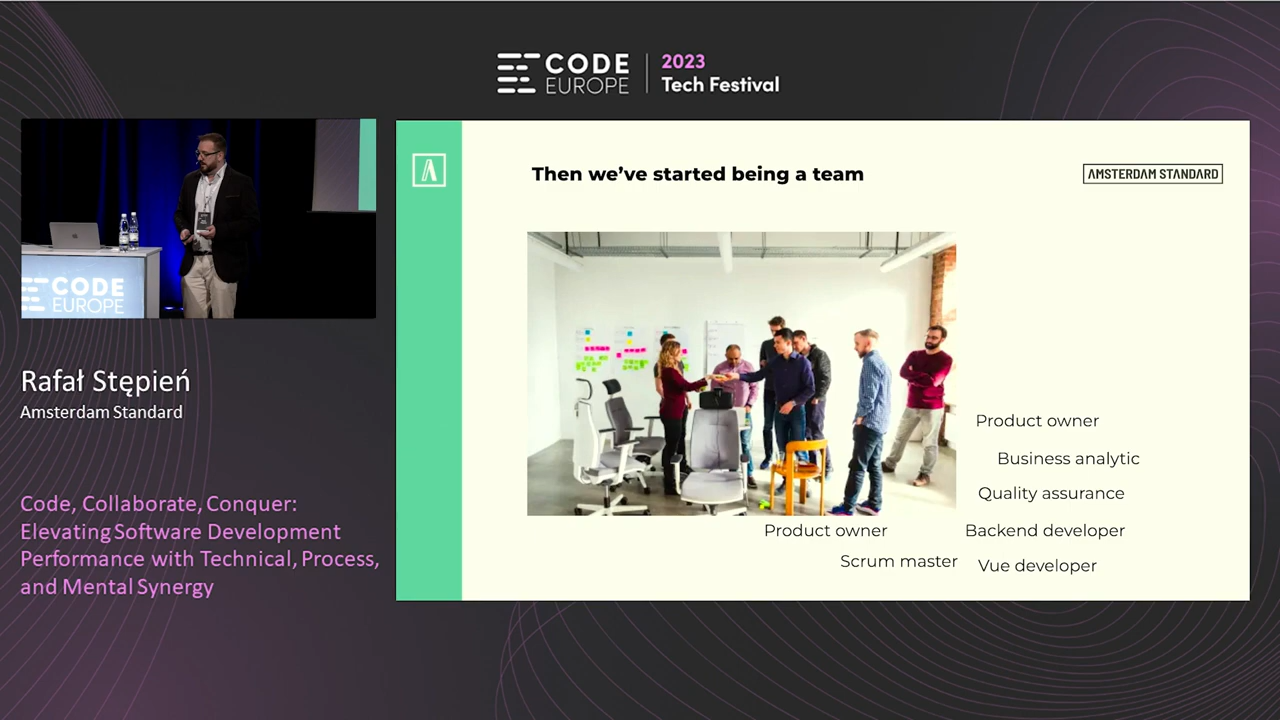 CODE
EUROPE
2023
Tech Festival
CODE
EUROPE
Rafał Stępień
Amsterdam Standard
Code, Collaborate, Conquer:
Elevating Software Development
Performance with Technical, Process,
and Mental Synergy
A
Then we’ve started being a team
AMSTERDAM STANDARD
Product owner
Business analytic
Quality assurance
Product owner
Backend developer
Scrum master
Vue developer